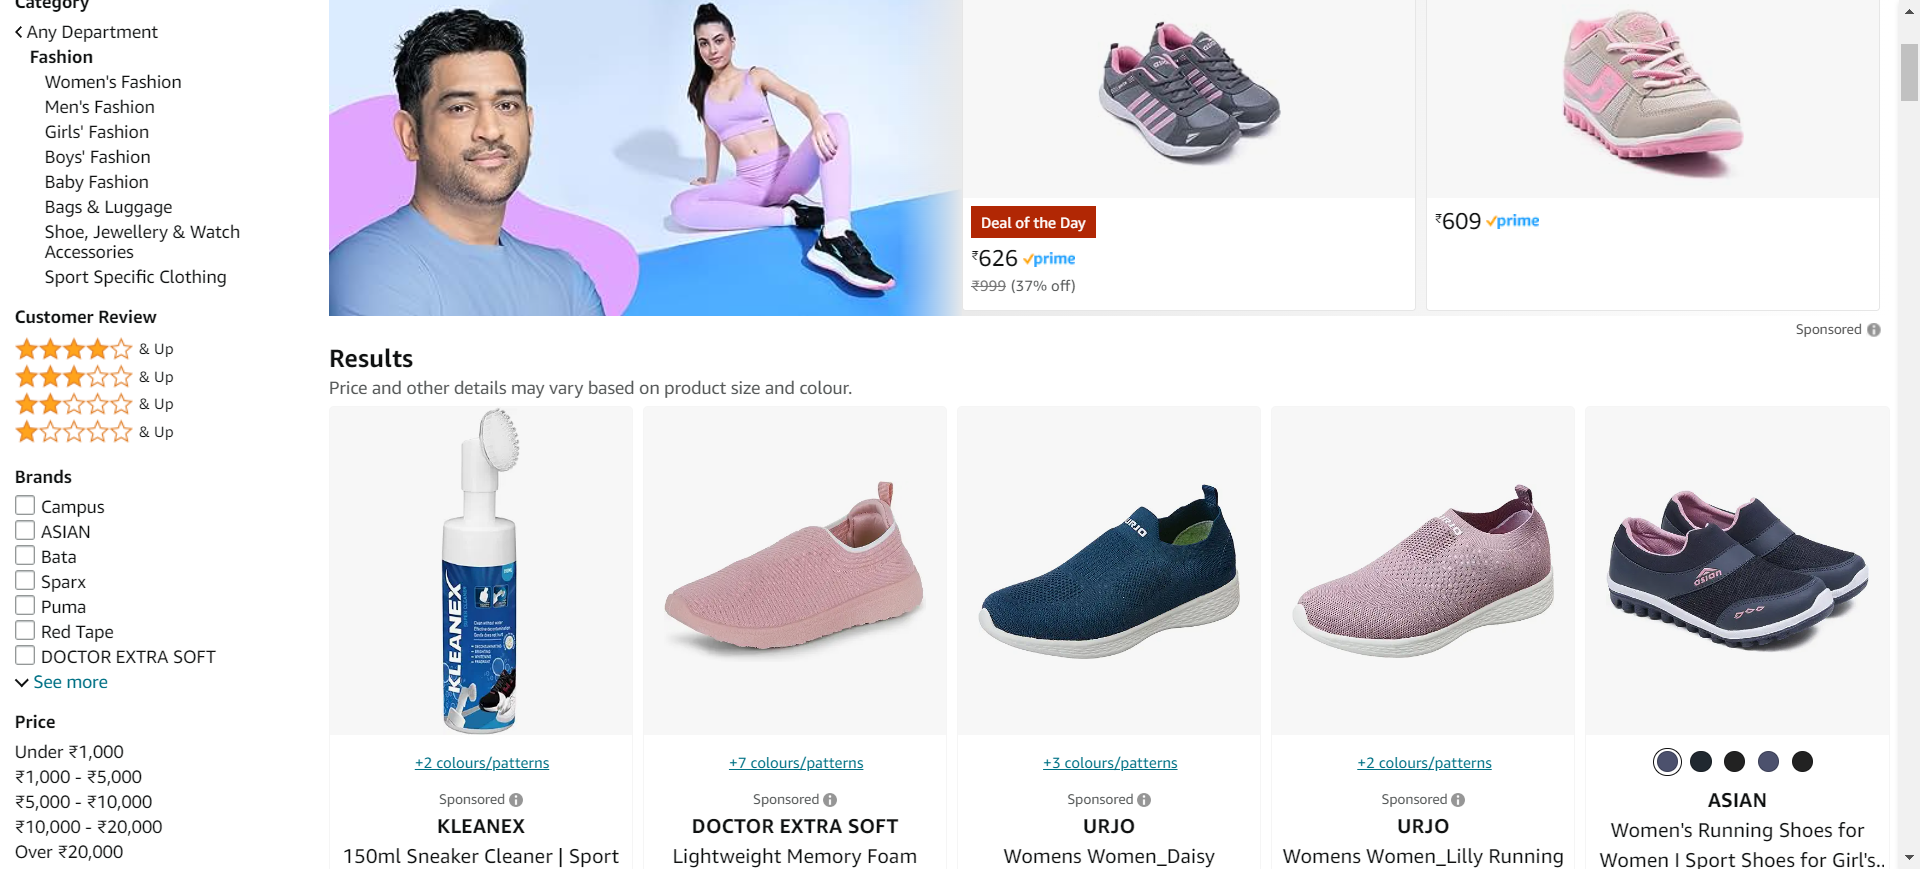 Category
Any Department
Fashion
Women's Fashion
Men's Fashion
Girls' Fashion
Boys' Fashion
Baby Fashion
Bags & Luggage
Shoe, Jewellery & Watch
Accessories
Sport Specific Clothing
Customer Review
& Up
& Up
& Up
& Up
Brands
Campus
ASIAN
Bata
Sparx
Puma
Red Tape
DOCTOR EXTRA SOFT
See more
Price
Under ₹1,000
₹1,000 - ₹5,000
₹5,000 - ₹10,000
₹10,000 - ₹20,000
Over ₹20,000
Deal of the Day
₹626 prime
₹999 (37% off)
₹609 prime
Sponsored
Results
Price and other details may vary based on product size and colour.
KLEANEX
URJO
URJO
asian
+2 colours/patterns
Sponsored
KLEANEX
150ml Sneaker Cleaner | Sport
+7 colours/patterns
Sponsored
DOCTOR EXTRA SOFT
Lightweight Memory Foam
+3 colours/patterns
Sponsored
URJO
Womens Women_Daisy
+2 colours/patterns
Sponsored
URJO
Womens Women_Lilly Running
ASIAN
Women's Running Shoes for
Women I Sport Shoes for Girl's..